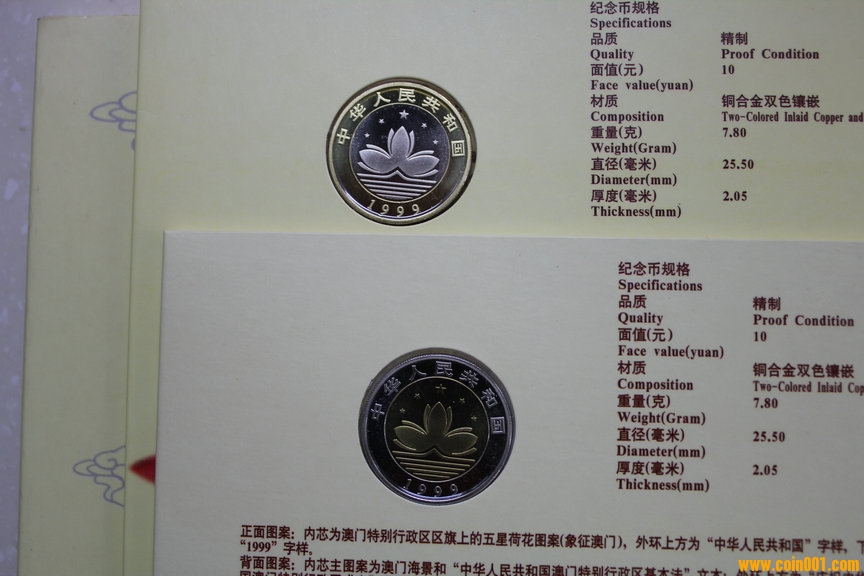 纪念币规格
Specifications
品质 精制
Quality Proof Condition
面值(元) 10
Face value(yuan)
材质 铜合金双色镶嵌
Composition Two-Colored Inlaid Copper and
重量(克) 7.80
Weight(Gram)
直径(毫米) 25.50
Diameter(mm)
厚度(毫米) 2.05
Thickness(mm)
中华人民共和国
1999
纪念币规格
Specifications
品质 精制
Quality Proof Condition
面值(元) 10
Face value(yuan)
材质 铜合金双色镶嵌
Composition Two-Colored Inlaid Cop
重量(克) 7.80
Weight(Gram)
直径(毫米) 25.50
Diameter(mm)
厚度(毫米) 2.05
Thickness(mm)
中华人民共和国
1999
正面图案：内芯为澳门特别行政区区旗上的五星荷花图案(象征澳门)，外环上方为“中华人民共和国”字样，下
“1999”字样。
背面图案：内芯主图案为澳门海景和“中华人民共和国澳门特别行政区基本法”文本；
www.coin001.com